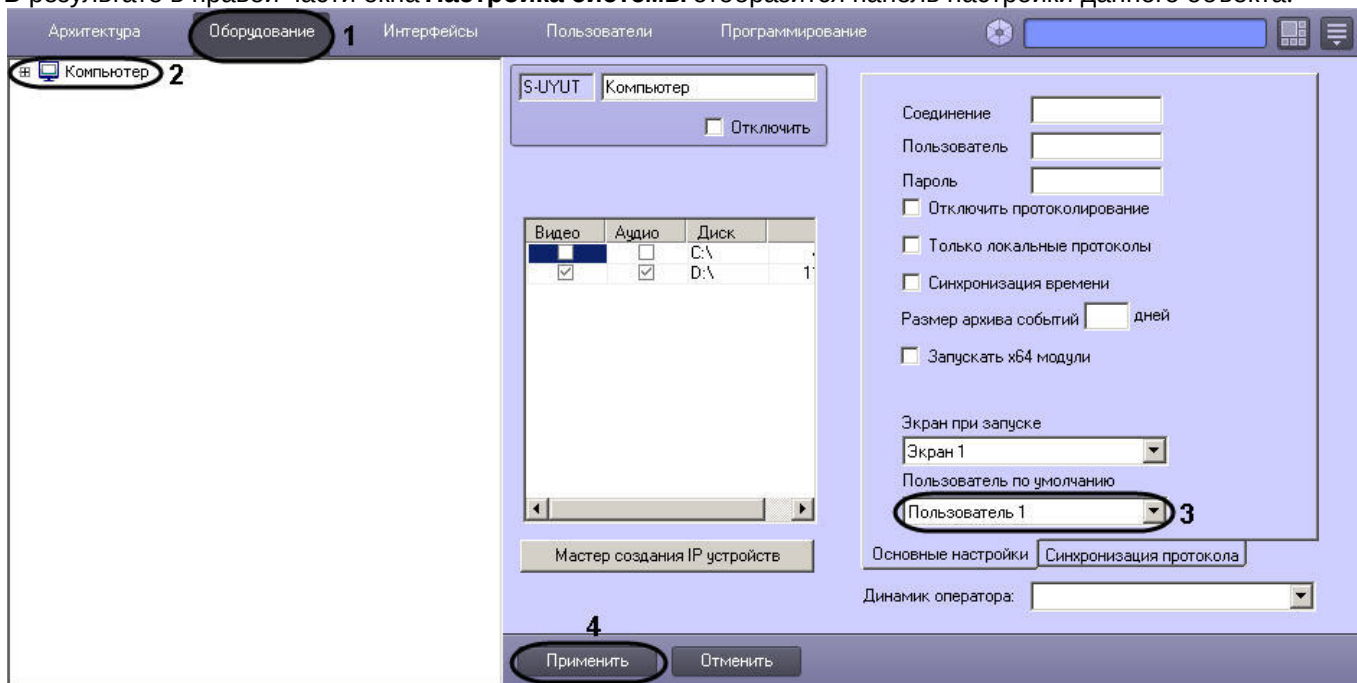 В результате в правой части окна Настройка системы отобразится панель настройки данного объекта.
Архитектура Оборудование 1 Интерфейсы Пользователи Программирование
Компьютер 2
S-UYUT Компьютер
Отключить
Видео Аудио Диск
C:\
D:\ 1
Мастер создания IP устройств
Соединение
Пользователь
Пароль
Отключить протоколирование
Только локальные протоколы
Синхронизация времени
Размер архива событий дней
Запускать x64 модули
Экран при запуске
Экран 1
Пользователь по умолчанию
Пользователь 1 3
Основные настройки Синхронизация протокола
Динамик оператора:
4
Применить Отменить